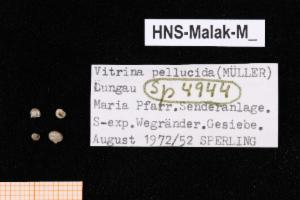 HNS-Malak-M_
Vitrina pellucida(MÜLLER)
Dungau Sp 4944
Maria Pfarr.Senderanlage.
S-exp.Wegränder.Gesiebe.
August 1972/52 SPERLING